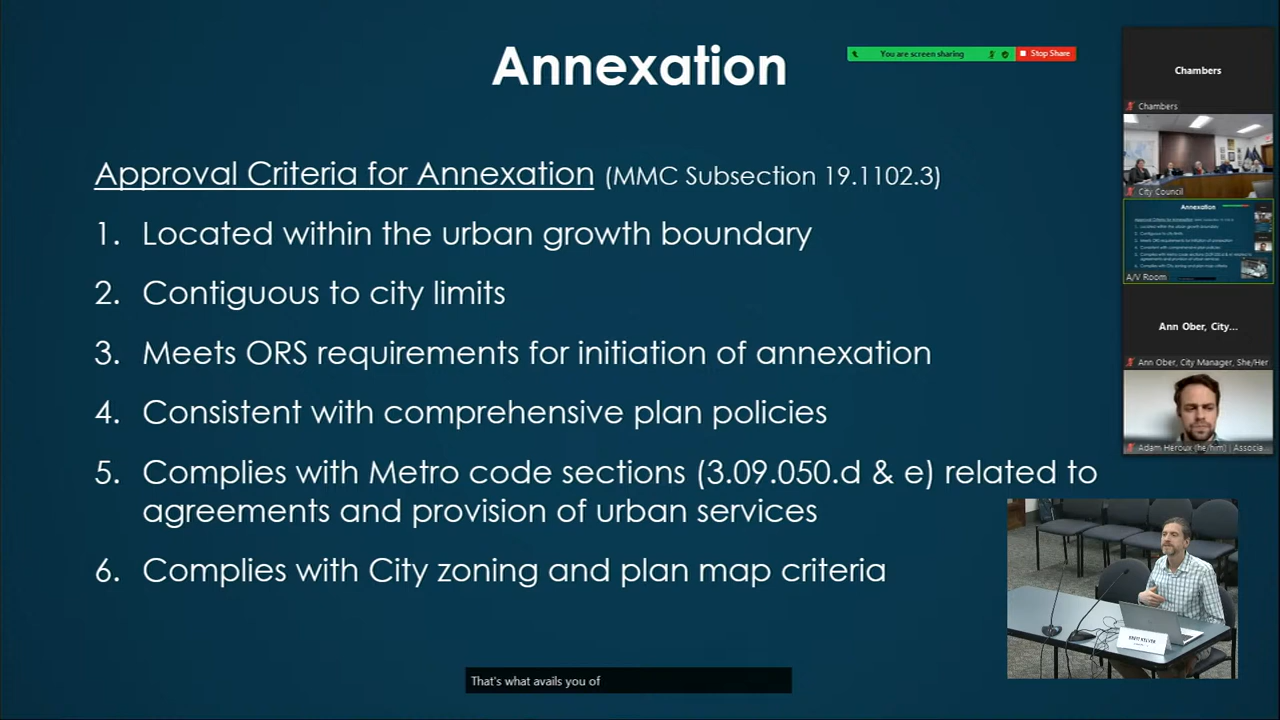 Annexation
You are screen sharing
Stop Share
Approval Criteria for Annexation (MMC Subsection 19.1102.3)
1. Located within the urban growth boundary
2. Contiguous to city limits
3. Meets ORS requirements for initiation of annexation
4. Consistent with comprehensive plan policies
5. Complies with Metro code sections (3.09.050.d & e) related to
agreements and provision of urban services
6. Complies with City zoning and plan map criteria
That's what avails you of
Chambers
Chambers
City Council
Annexation
A/V Room
Ann Ober, City...
Ann Ober, City Manager, She/Her
Adam Heroux (he/him) | Associa...